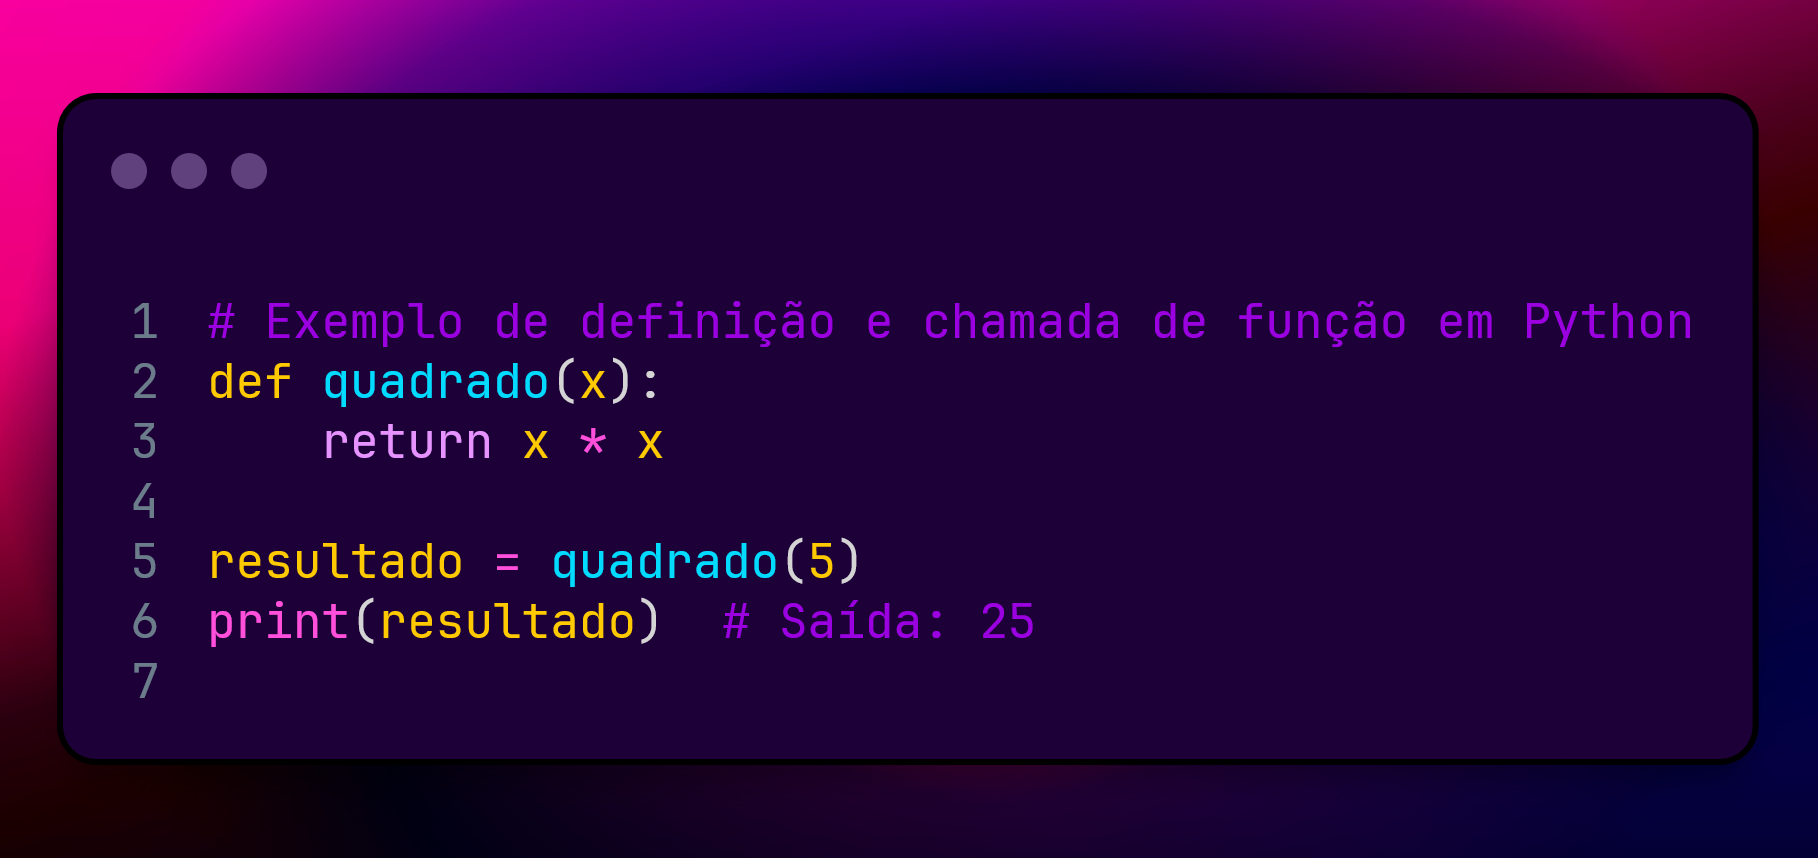 1 # Exemplo de definição e chamada de função em Python
2 def quadrado(x):
3     return x * x
4
5 resultado = quadrado(5)
6 print(resultado)  # Saída: 25
7